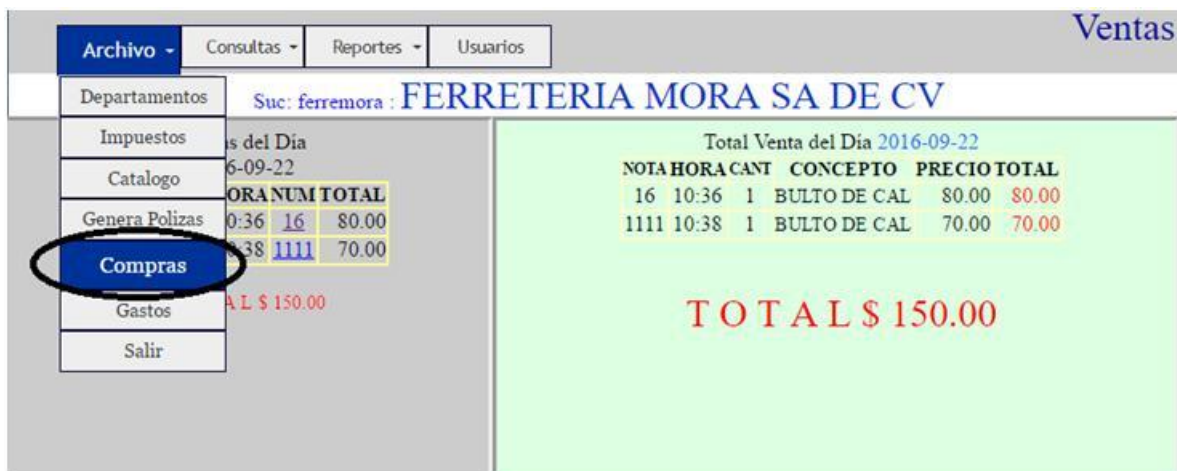 Ventas
Archivo Consultas Reportes Usuarios
Suc: ferremora : FERRETERIA MORA SA DE CV
Departamentos
Impuestos
Catalogo
Genera Polizas
Compras
Gastos
Salir
del Día
6-09-22
NUM TOTAL
0:36 16 80.00
:38 1111 70.00
A L $ 150.00
Total Venta del Día 2016-09-22
NOTA HORA CANT CONCEPTO PRECIO TOTAL
16 10:36 1 BULTO DE CAL 80.00 80.00
1111 10:38 1 BULTO DE CAL 70.00 70.00
T O T A L $ 150.00